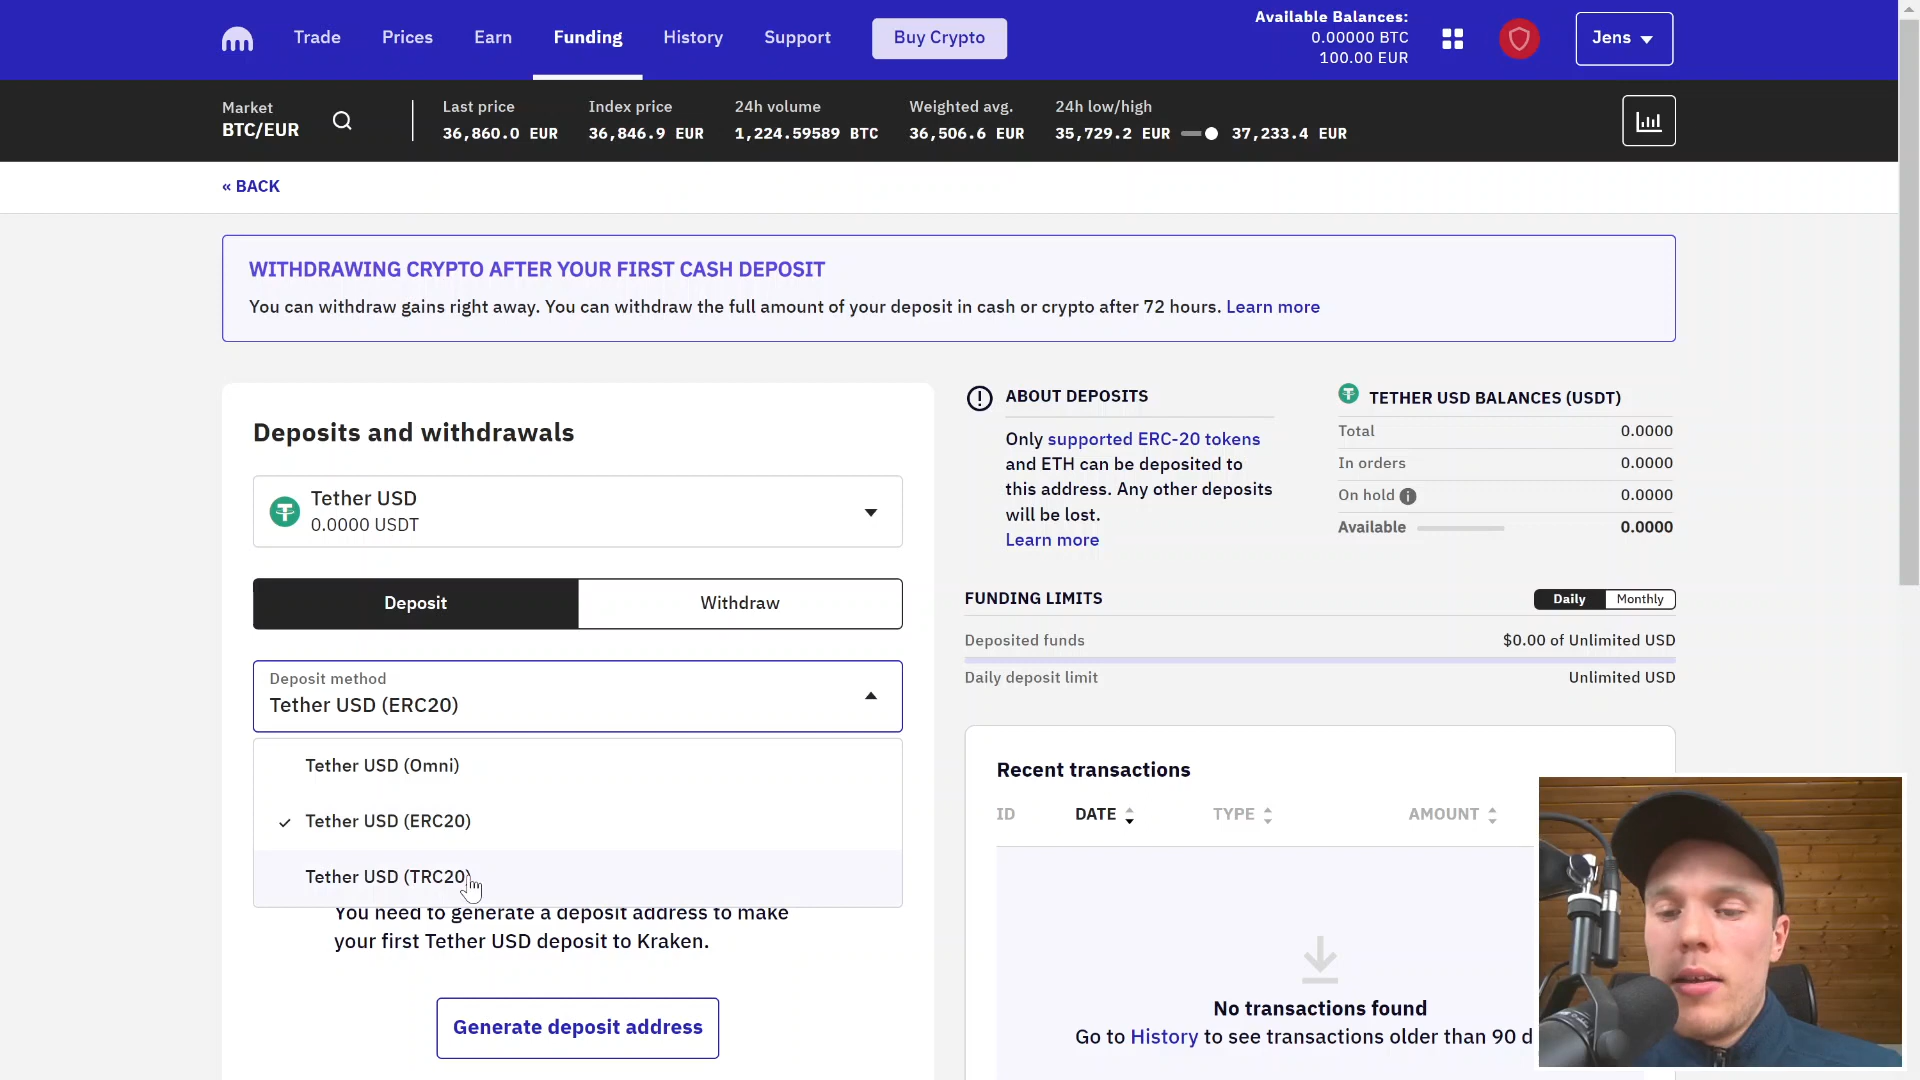 Trade
Prices
Earn
Funding
History
Support
Buy Crypto
Available Balances:
0.00000 BTC
100.00 EUR
Jens
Market
BTC/EUR
Last price
36,860.0 EUR
Index price
36,846.9 EUR
24h volume
1,224.59589 BTC
Weighted avg.
36,506.6 EUR
24h low/high
35,729.2 EUR
37,233.4 EUR
« BACK
WITHDRAWING CRYPTO AFTER YOUR FIRST CASH DEPOSIT
You can withdraw gains right away. You can withdraw the full amount of your deposit in cash or crypto after 72 hours. Learn more
Deposits and withdrawals
Tether USD
0.0000 USDT
Deposit
Withdraw
Deposit method
Tether USD (ERC20)
Tether USD (Omni)
Tether USD (ERC20)
Tether USD (TRC20)
You need to generate a deposit address to make
your first Tether USD deposit to Kraken.
Generate deposit address
ABOUT DEPOSITS
Only supported ERC-20 tokens
and ETH can be deposited to
this address. Any other deposits
will be lost.
Learn more
TETHER USD BALANCES (USDT)
Total 0.0000
In orders 0.0000
On hold 0.0000
Available 0.0000
FUNDING LIMITS
Daily
Monthly
Deposited funds $0.00 of Unlimited USD
Daily deposit limit Unlimited USD
Recent transactions
ID DATE TYPE AMOUNT
No transactions found
Go to History to see transactions older than 90 d